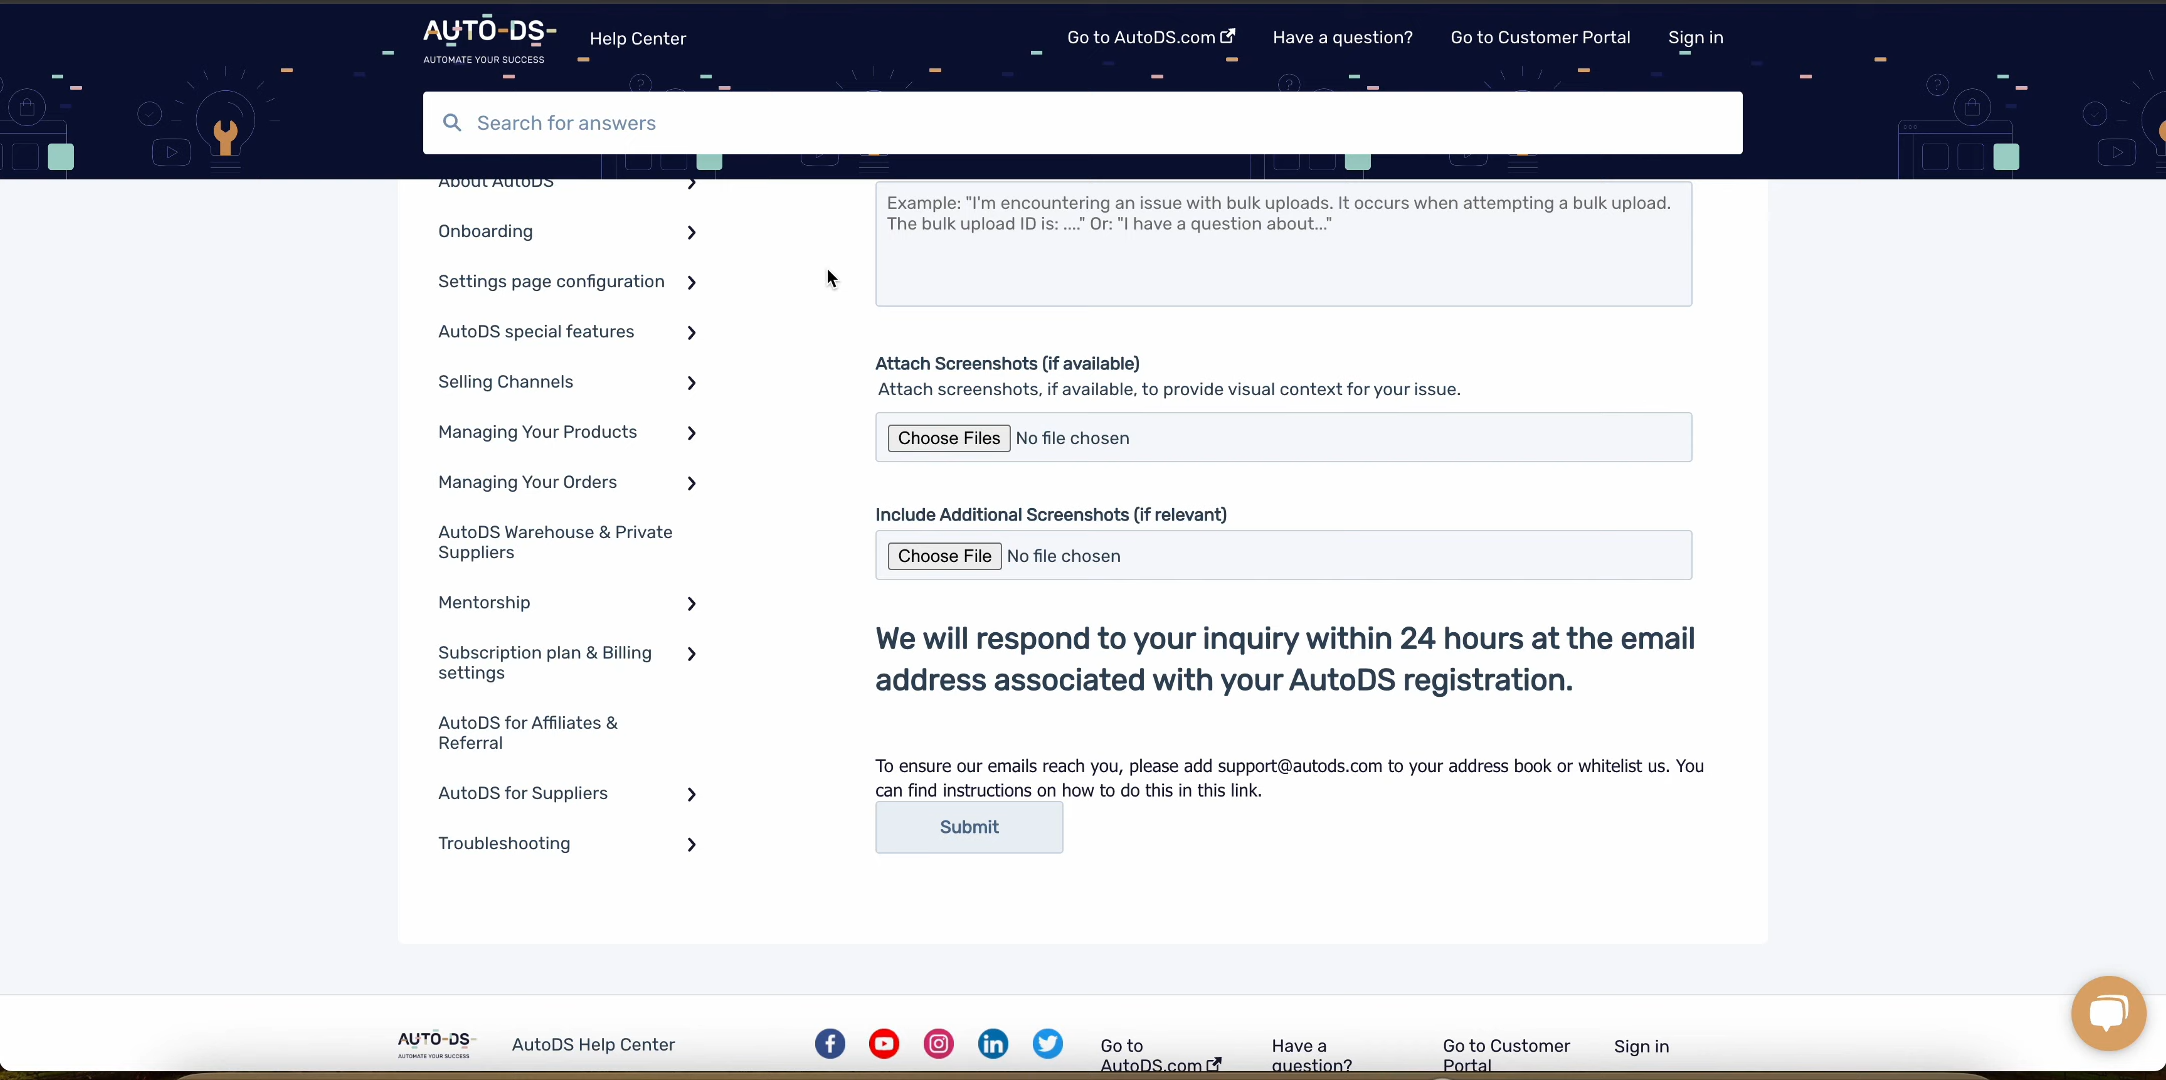 AUTO-DS
AUTOMATE YOUR SUCCESS
Help Center
Go to AutoDS.com
Have a question?
Go to Customer Portal
Sign in
Search for answers
About AutoDS
Onboarding
Settings page configuration
AutoDS special features
Selling Channels
Managing Your Products
Managing Your Orders
AutoDS Warehouse & Private
Suppliers
Mentorship
Subscription plan & Billing
settings
AutoDS for Affiliates &
Referral
AutoDS for Suppliers
Troubleshooting
Example: "I'm encountering an issue with bulk uploads. It occurs when attempting a bulk upload.
The bulk upload ID is: ...." Or: "I have a question about..."
Attach Screenshots (if available)
Attach screenshots, if available, to provide visual context for your issue.
Choose Files No file chosen
Include Additional Screenshots (if relevant)
Choose File No file chosen
We will respond to your inquiry within 24 hours at the email
address associated with your AutoDS registration.
To ensure our emails reach you, please add support@autods.com to your address book or whitelist us. You
can find instructions on how to do this in this link.
Submit
AUTO-DS
AUTOMATE YOUR SUCCESS
AutoDS Help Center
Go to
AutoDS.com
Have a
question?
Go to Customer
Portal
Sign in